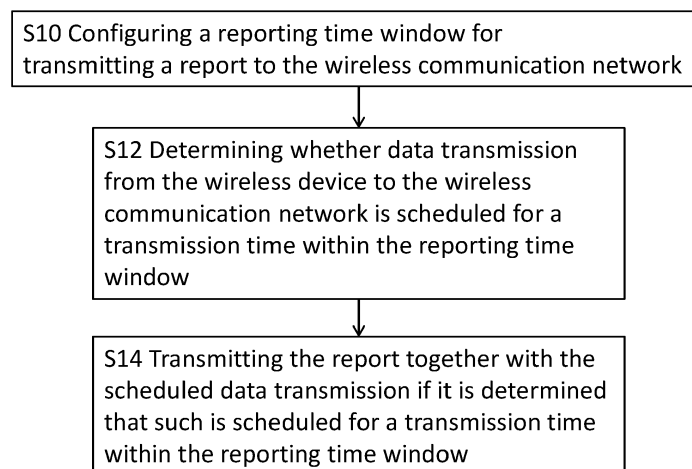 S10 Configuring a reporting time window for
transmitting a report to the wireless communication network
S12 Determining whether data transmission
from the wireless device to the wireless
communication network is scheduled for a
transmission time within the reporting time
window
S14 Transmitting the report together with the
scheduled data transmission if it is determined
that such is scheduled for a transmission time
within the reporting time window